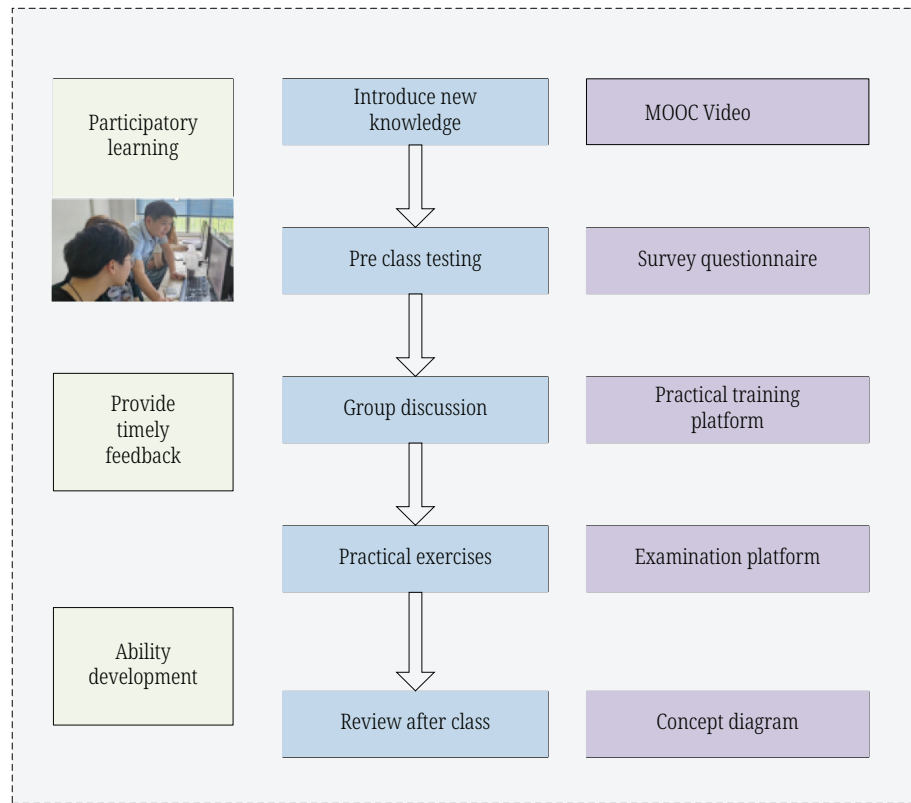 Participatory
learning
Introduce new
knowledge
MOOC Video
Pre class testing
Survey questionnaire
Provide
timely
feedback
Group discussion
Practical training
platform
Practical exercises
Examination platform
Ability
development
Review after class
Concept diagram